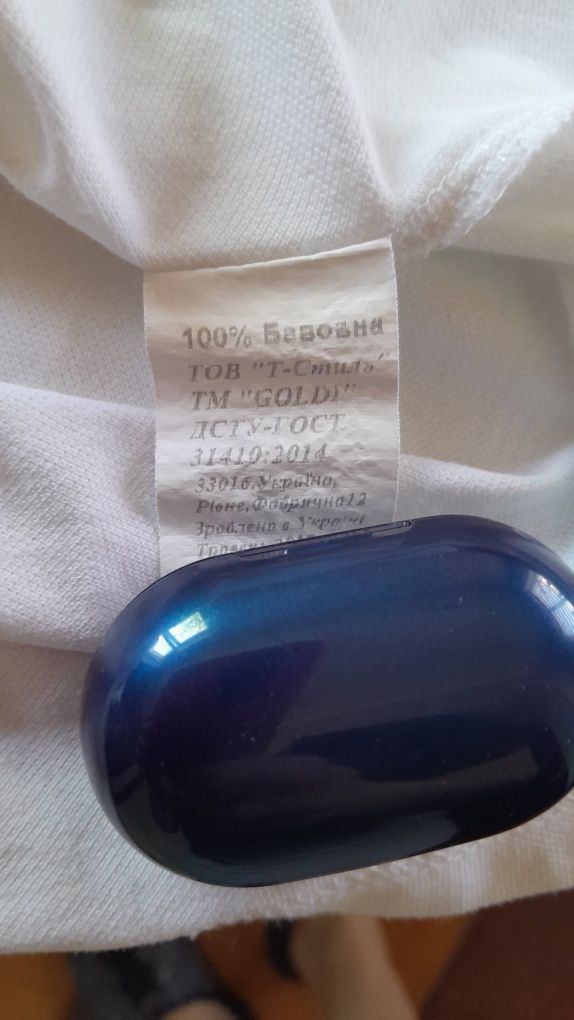 100% Бавовна
ТОВ "Т-Стиль"
ТМ "GOLDI"
ДСТУ-ГОСТ
31410:2014
33016,Україна,
Рівне,Фабрична12
Зроблено в Україні